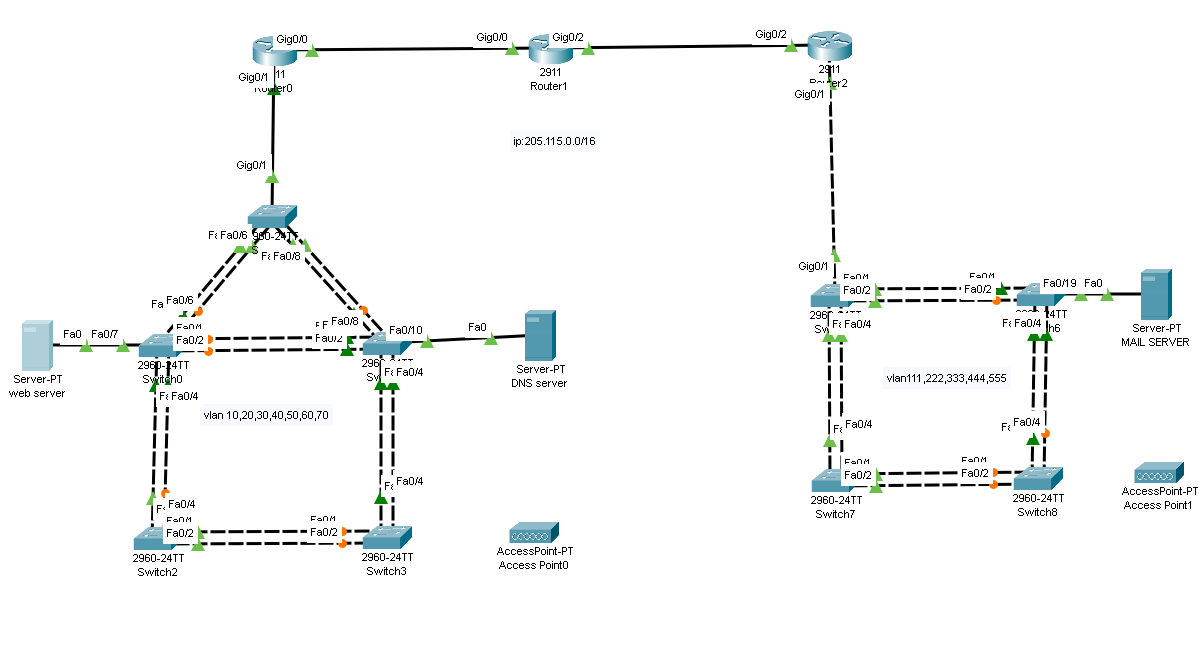 Gig0/0
Gig0/0
Gig0/2
Gig0/2
11
Gig0/1
2911
Router1
2911
Gig0/1
ip:205.115.0.0/16
Gig0/1
Fa0/6
Fa0/8
Gig0/1
Fa0/2
Fa0/2
Fa0/19
Fa0
Fa0/6
Fa0/8
Fa0/4
Fa0/4
Server-PT
MAIL SERVER
Fa0
Fa0/7
Fa0/2
Fa0/10
Fa0
Server-PT
web server
2960-24TT
Switch0
Fa0/4
Server-PT
DNS server
Fa0/4
vlan111,222,333,444,555
Fa0/4
vlan 10,20,30,40,50,60,70
Fa0/4
Fa0/4
Fa0/2
Fa0/2
Fa0/4
Fa0/4
2960-24TT
Switch7
2960-24TT
Switch8
AccessPoint-PT
Access Point1
Fa0/2
Fa0/2
2960-24TT
Switch2
2960-24TT
Switch3
AccessPoint-PT
Access Point0